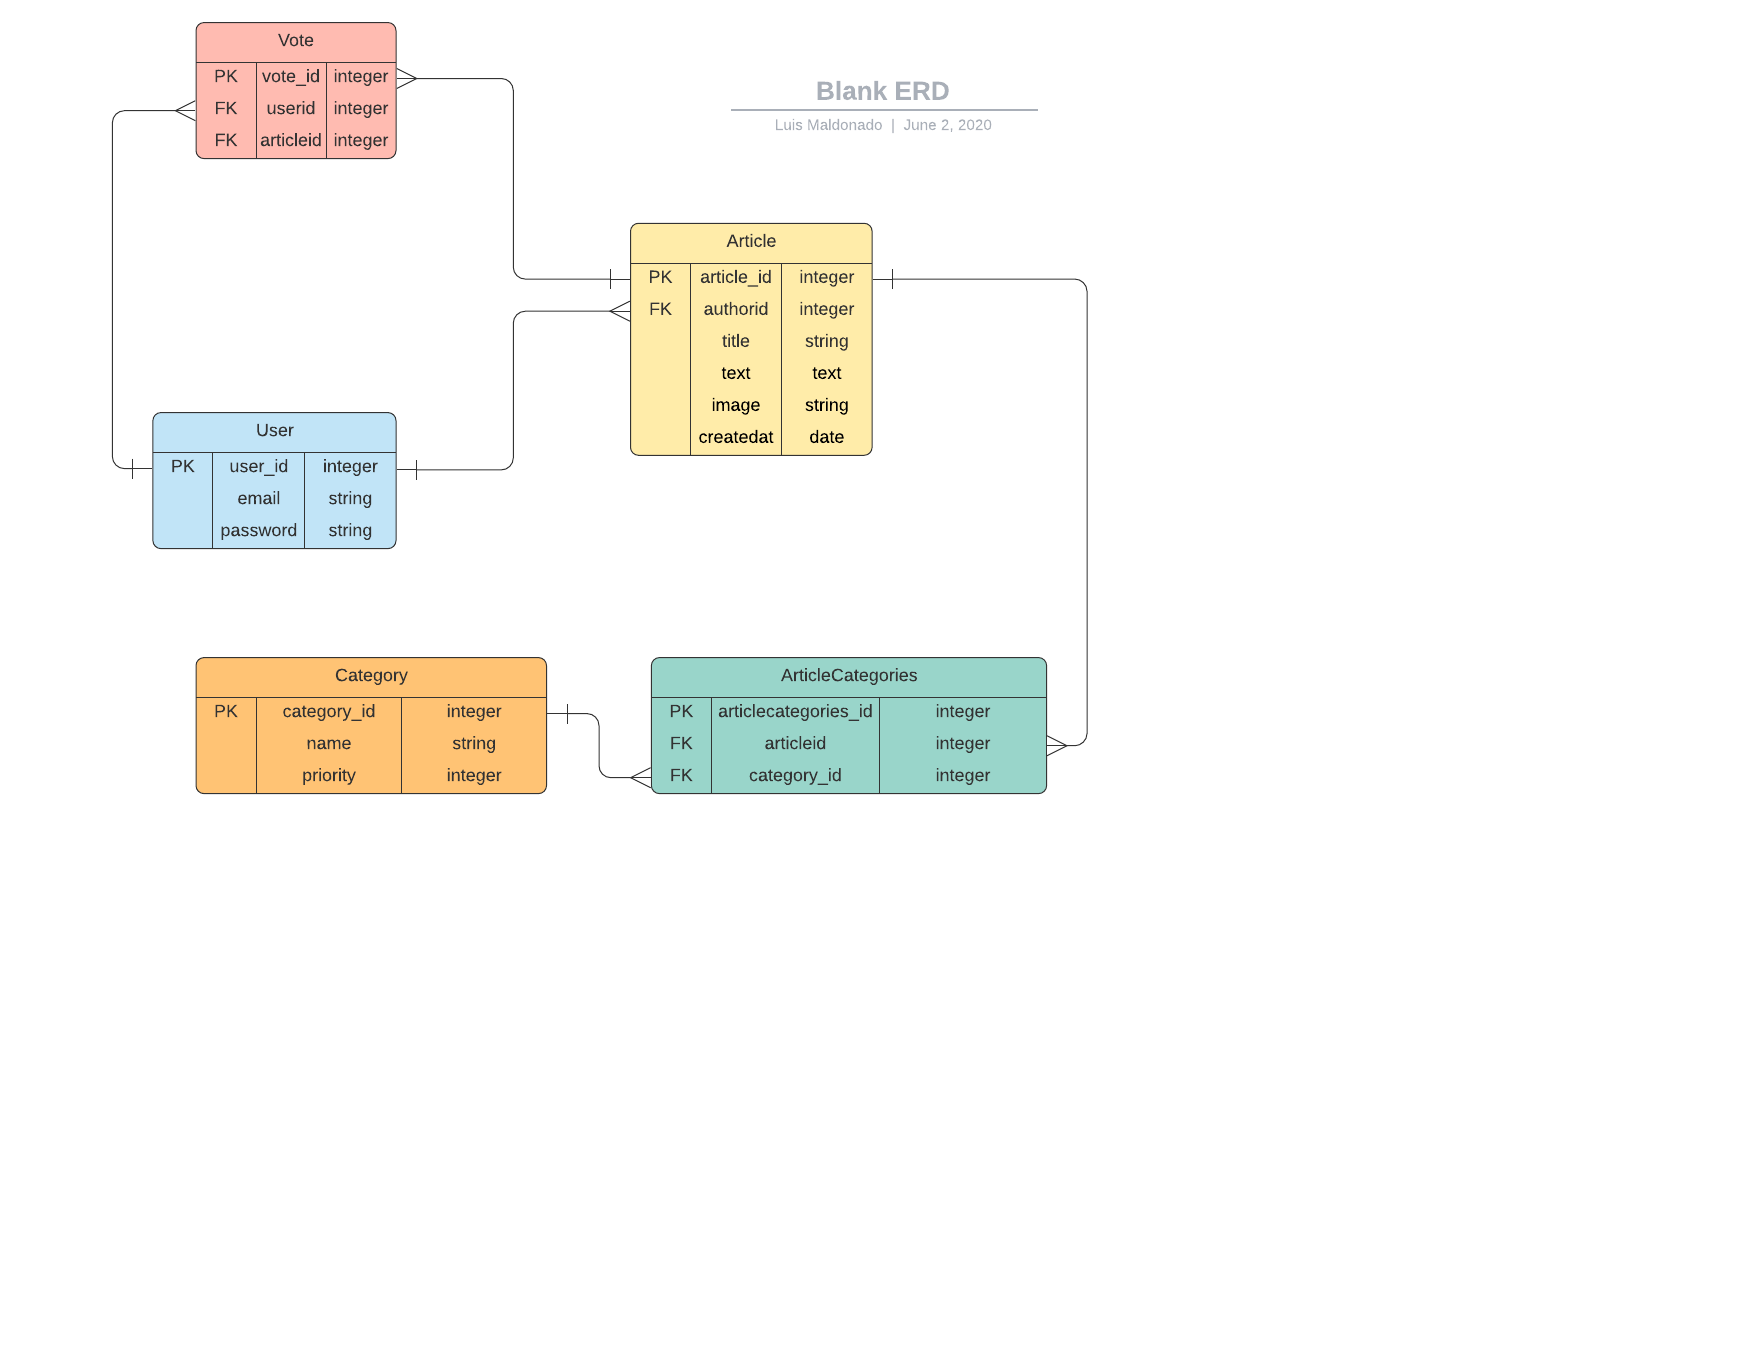 Vote
PK vote_id integer
FK userid integer
FK articleid integer
Blank ERD
Luis Maldonado | June 2, 2020
Article
PK article_id integer
FK authorid integer
title string
text text
image string
createdat date
User
PK user_id integer
email string
password string
Category
PK category_id integer
name string
priority integer
ArticleCategories
PK articlecategories_id integer
FK articleid integer
FK category_id integer